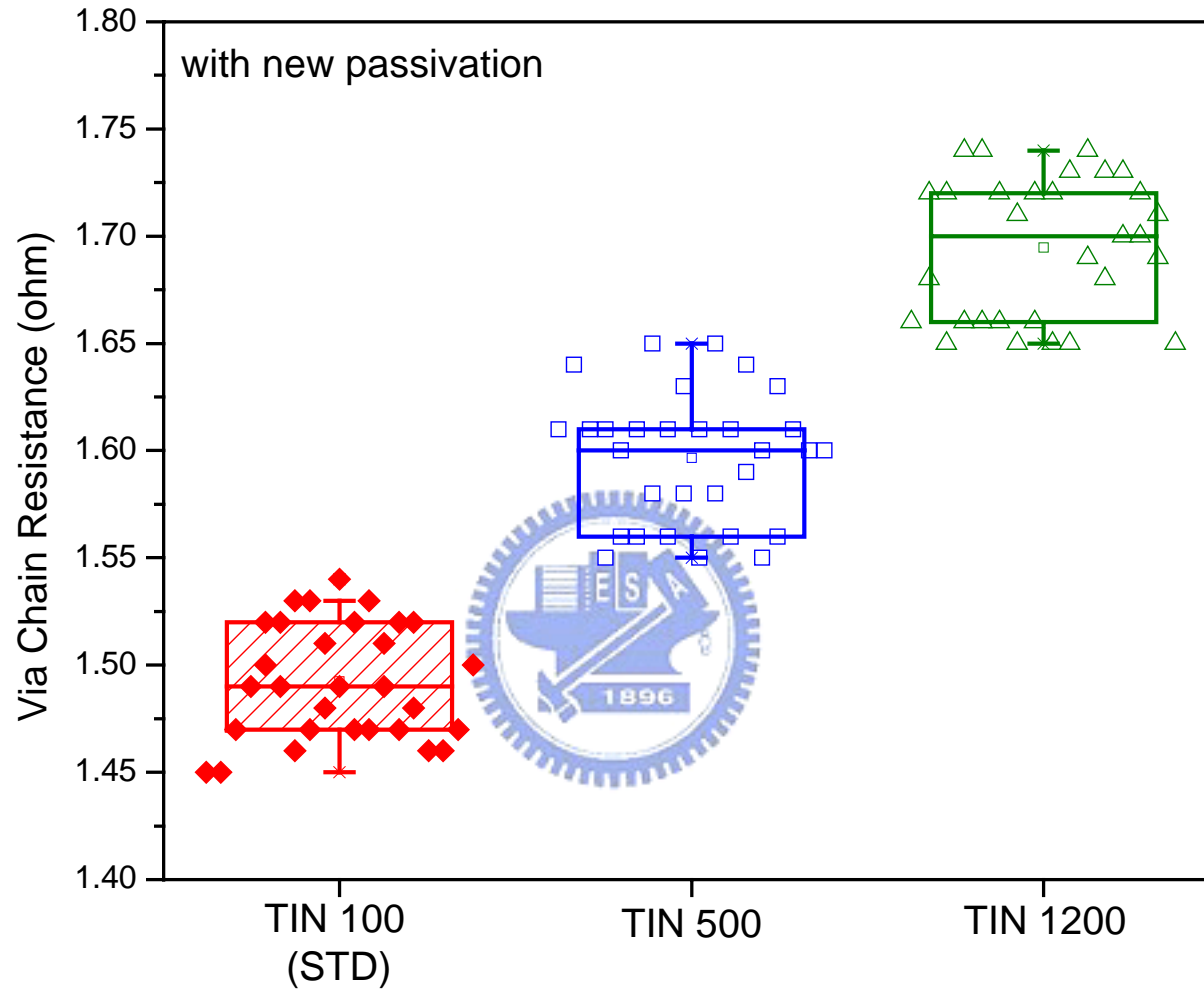 with new passivation
Via Chain Resistance (ohm)
1.80
1.75
1.70
1.65
1.60
1.55
1.50
1.45
1.40
E S A
1896
TIN 100
(STD)
TIN 500
TIN 1200